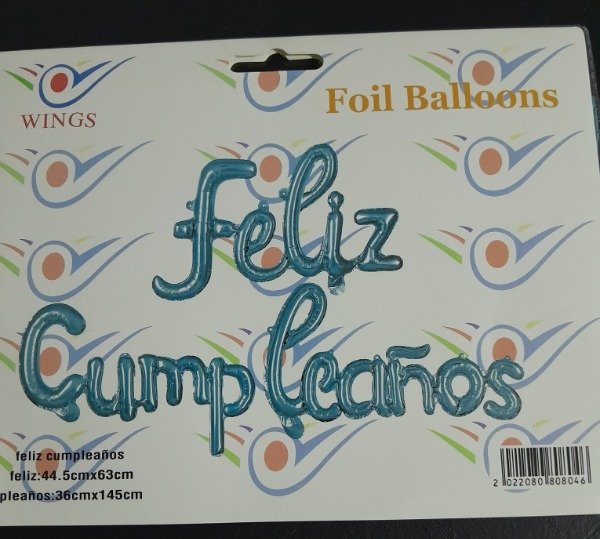 WINGS
Foil Balloons
Feliz
Cumpleaños
feliz cumpleaños
feliz:44.5cmx63cm
pleaños:36cmx145cm
2 022080 808046